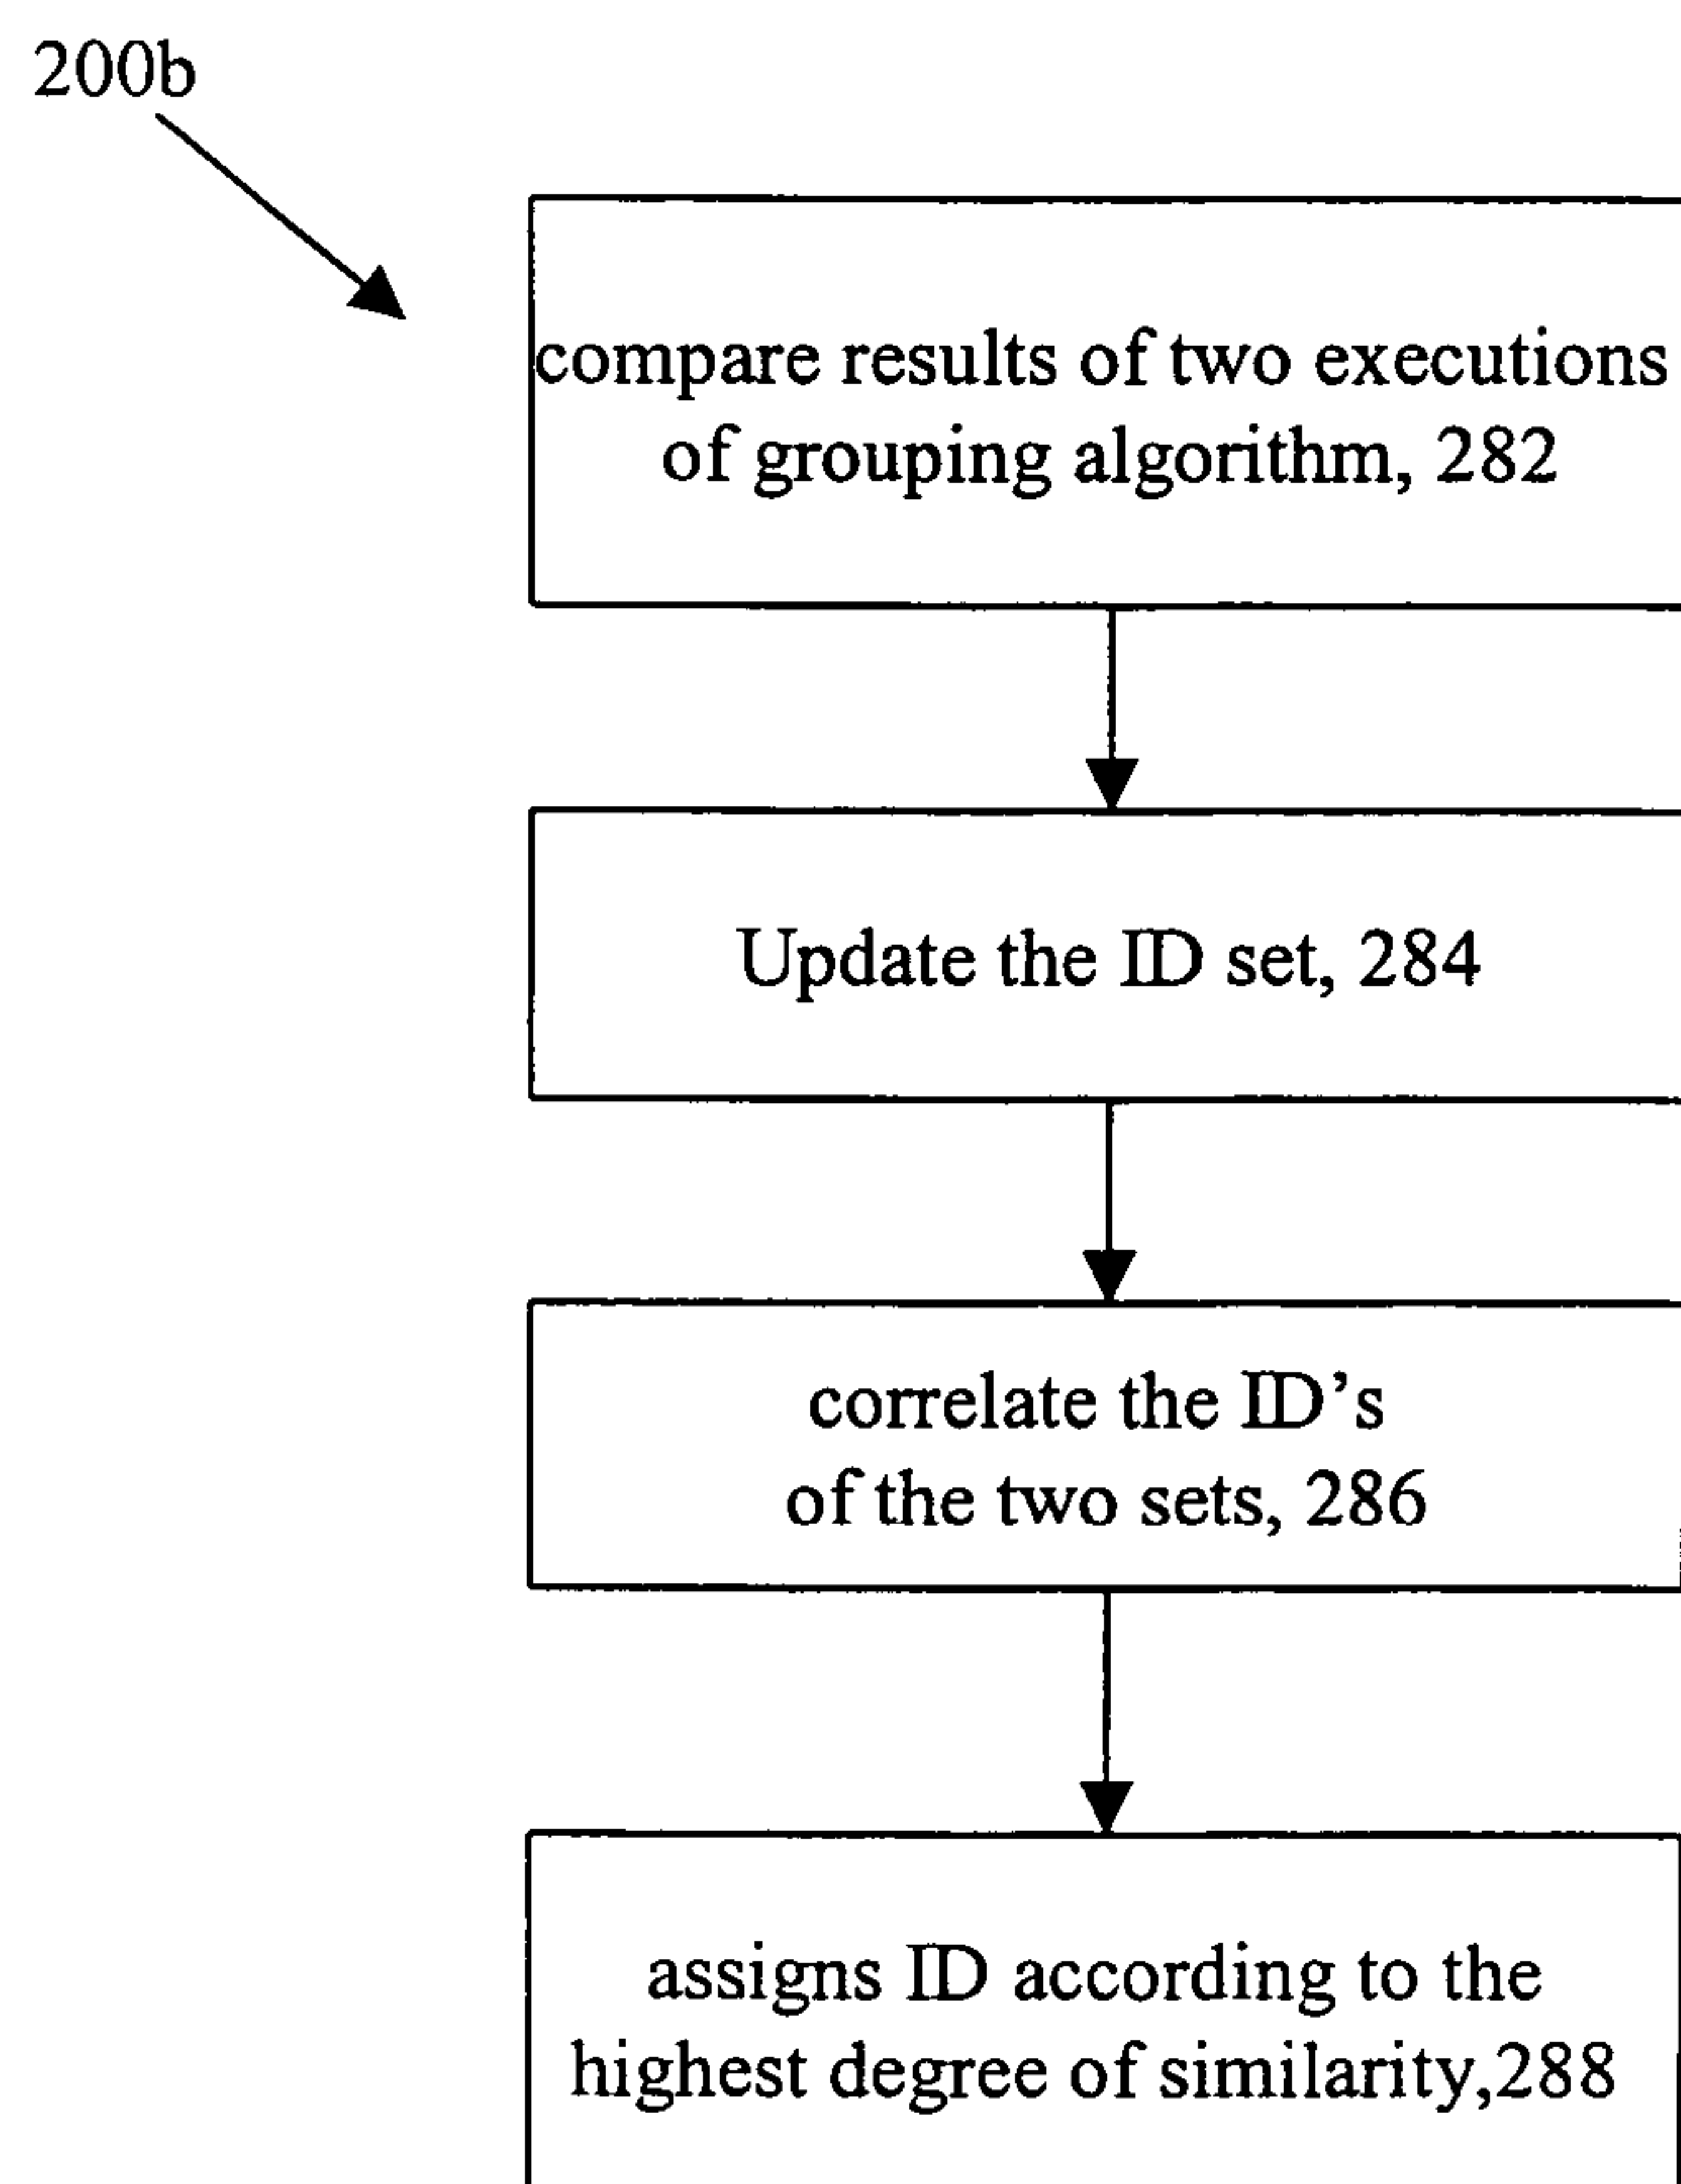 200b
compare results of two executions
of grouping algorithm, 282
Update the ID set, 284
correlate the ID’s
of the two sets, 286
assigns ID according to the
highest degree of similarity,288